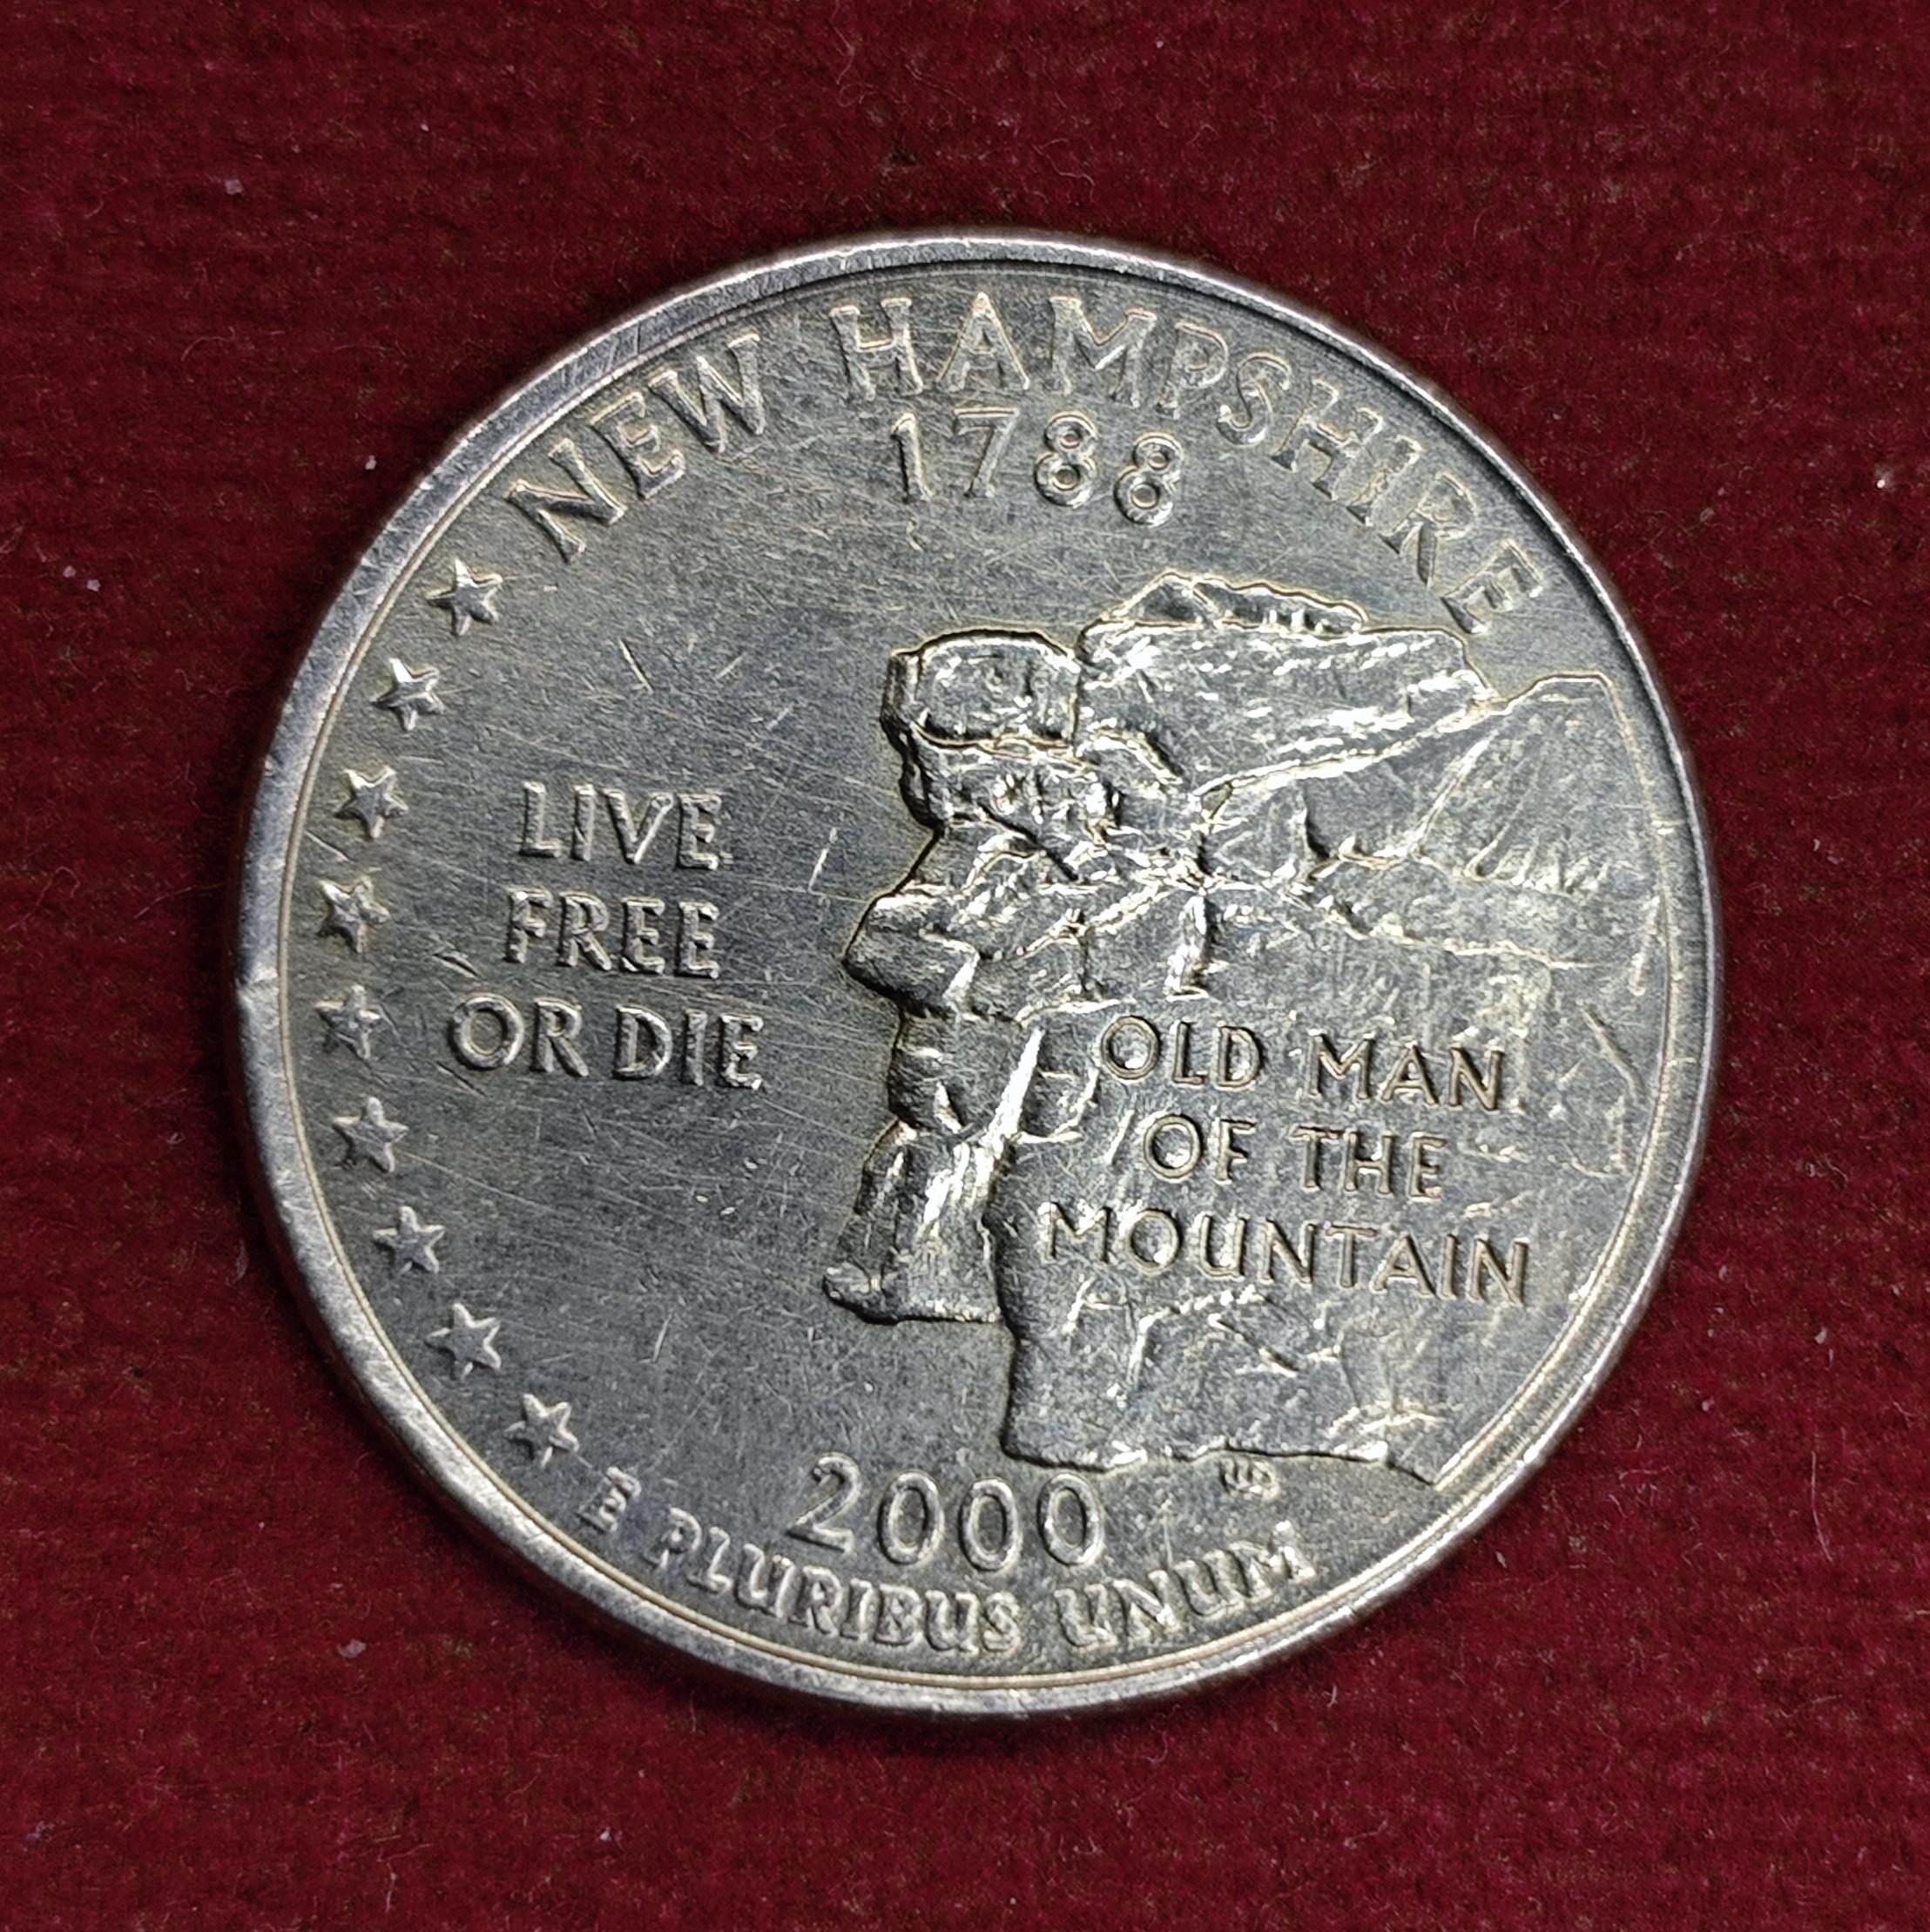 NEW HAMPSHIRE
1788
LIVE
FREE
OR DIE
OLD MAN
OF THE
MOUNTAIN
2000
E PLURIBUS UNUM